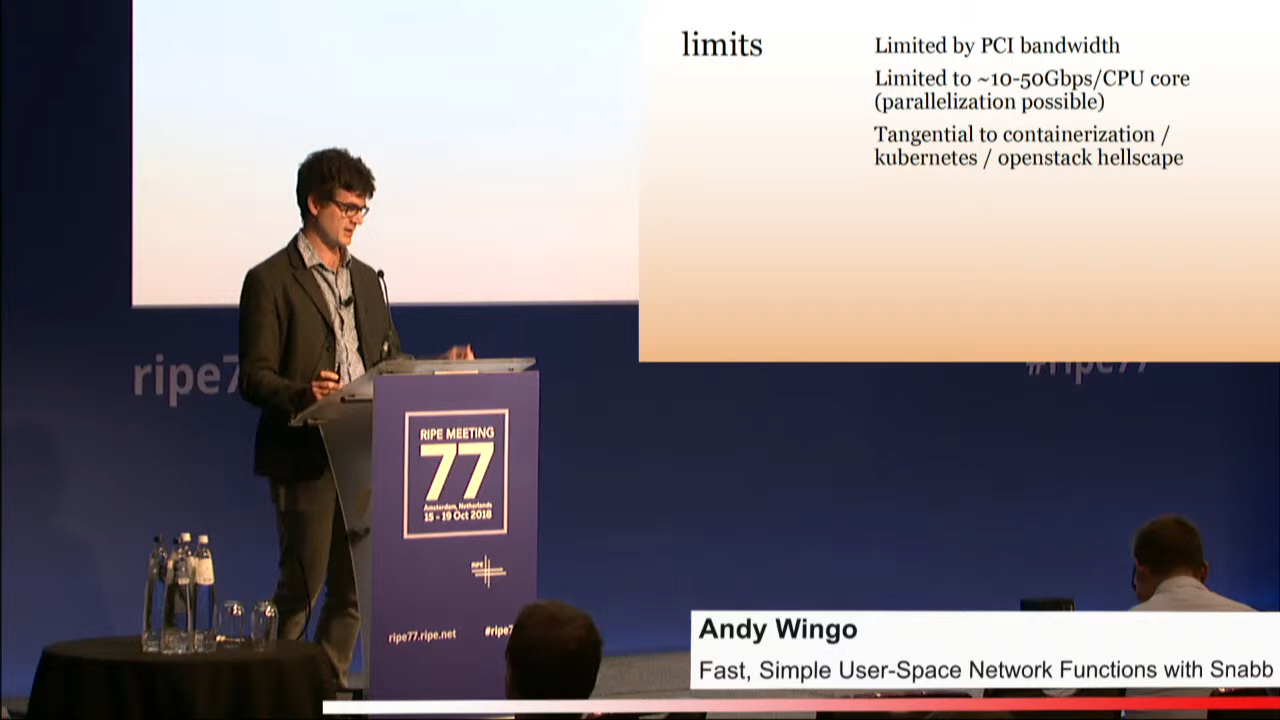 limits
Limited by PCI bandwidth
Limited to ~10-50Gbps/CPU core
(parallelization possible)
Tangential to containerization /
kubernetes / openstack hellscape
ripe7
#ripe77
RIPE MEETING
77
Amsterdam, Netherlands
15 - 19 Oct 2018
RIPE
ripe77.ripe.net
#ripe7
Andy Wingo
Fast, Simple User-Space Network Functions with Snabb